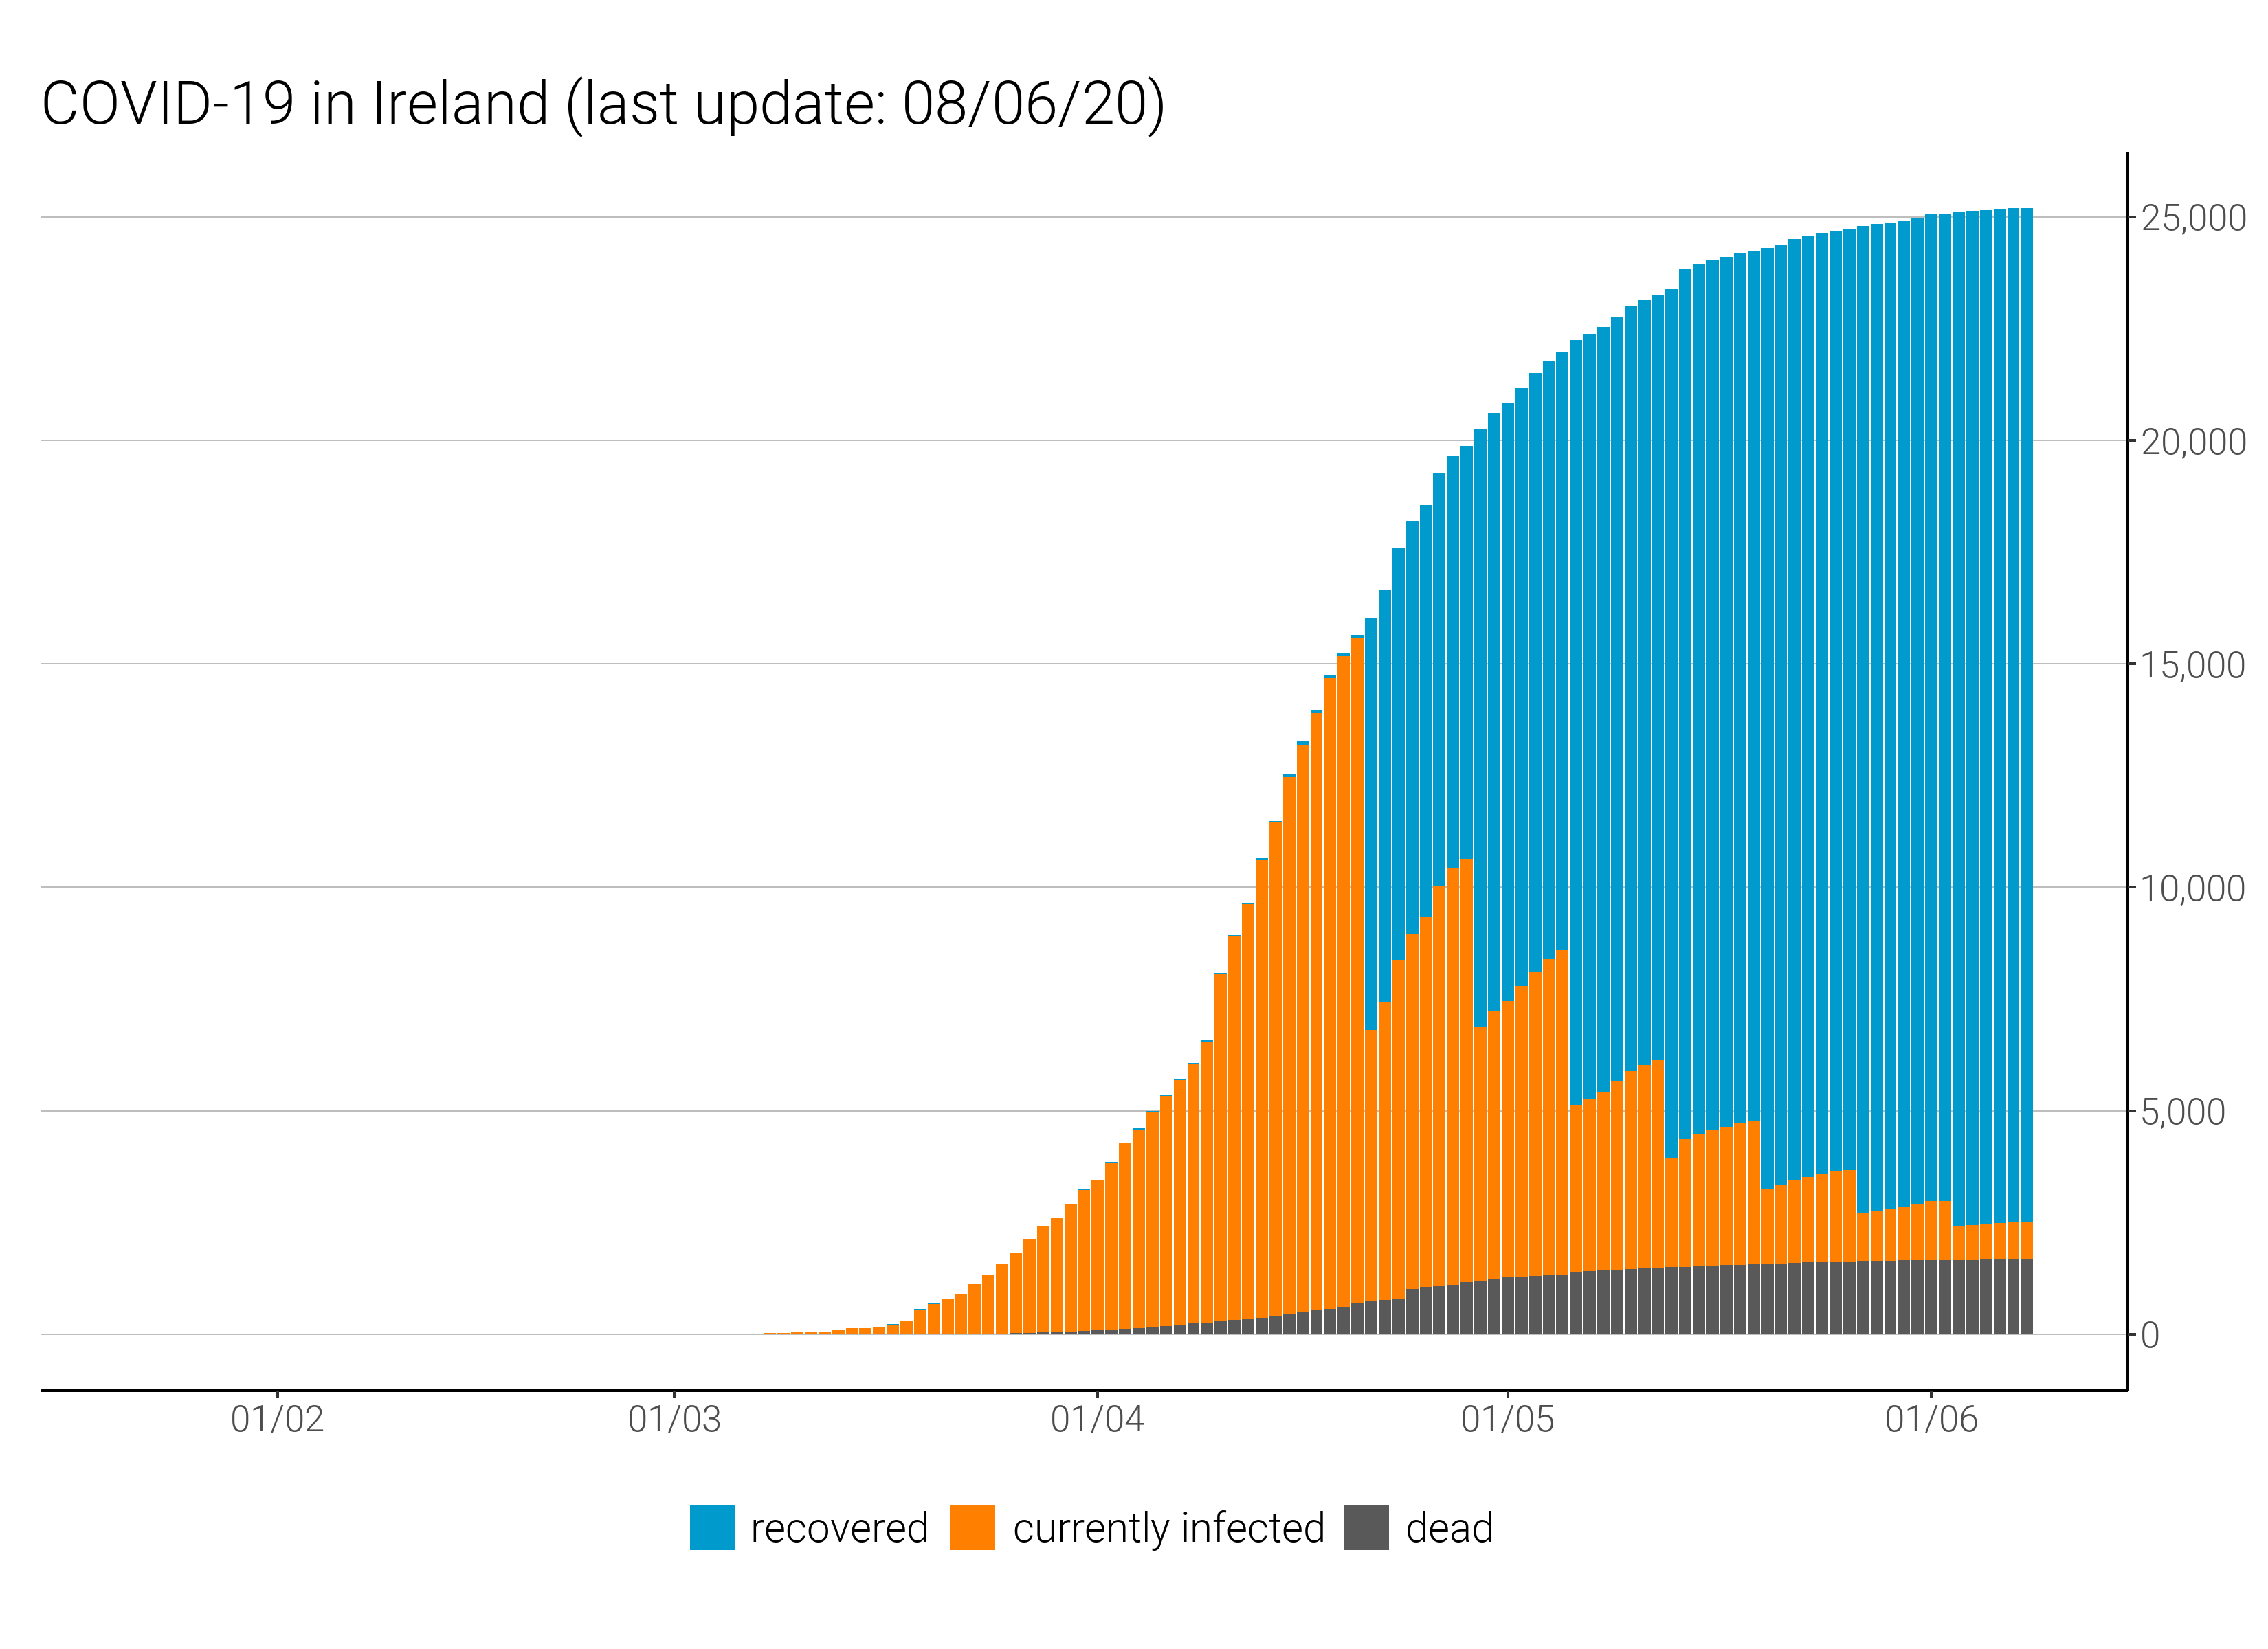 COVID-19 in Ireland (last update: 08/06/20)
25,000
20,000
15,000
10,000
5,000
0
01/02 01/03 01/04 01/05 01/06
recovered currently infected dead